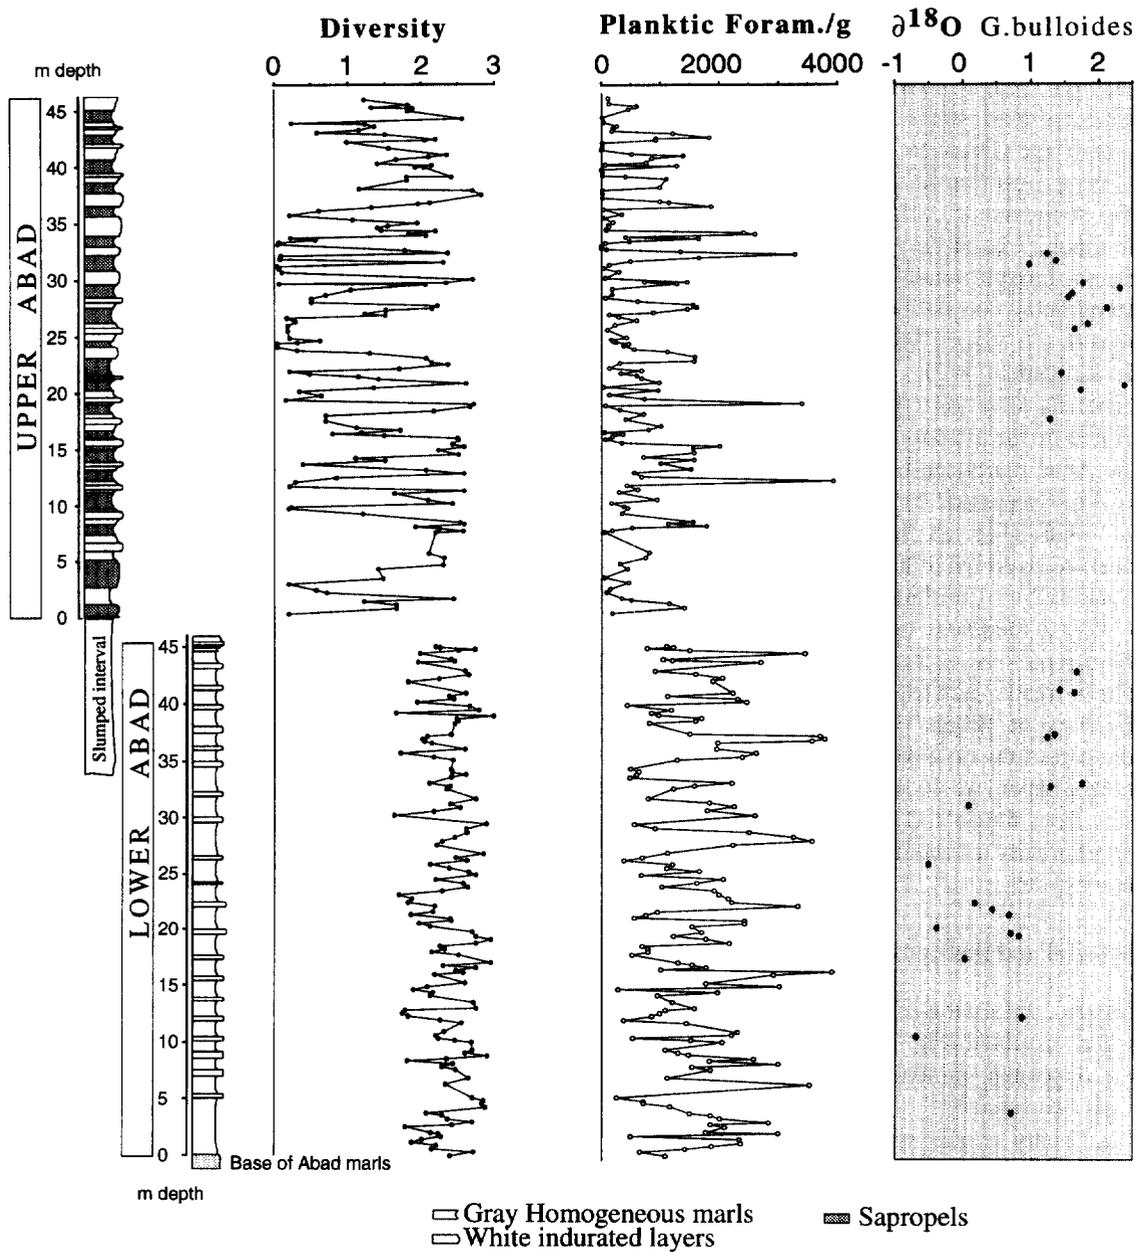 Diversity
Planktic Foram./g
∂18O G.bulloides
m depth
0 1 2 3
0 2000 4000
-1 0 1 2
UPPER ABAD
45
40
35
30
25
20
15
10
5
0
Slumped interval
LOWER ABAD
45
40
35
30
25
20
15
10
5
0
Base of Abad marls
m depth
Gray Homogeneous marls
White indurated layers
Sapropels